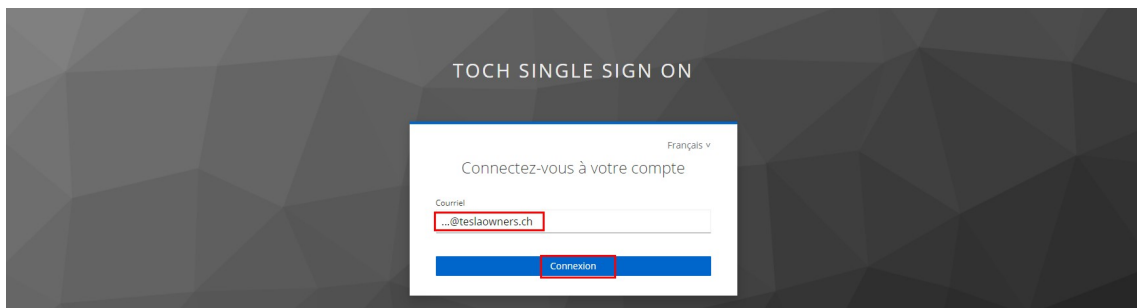 TOCH SINGLE SIGN ON
Français v
Connectez-vous à votre compte
Courriel
...@teslaowners.ch
Connexion